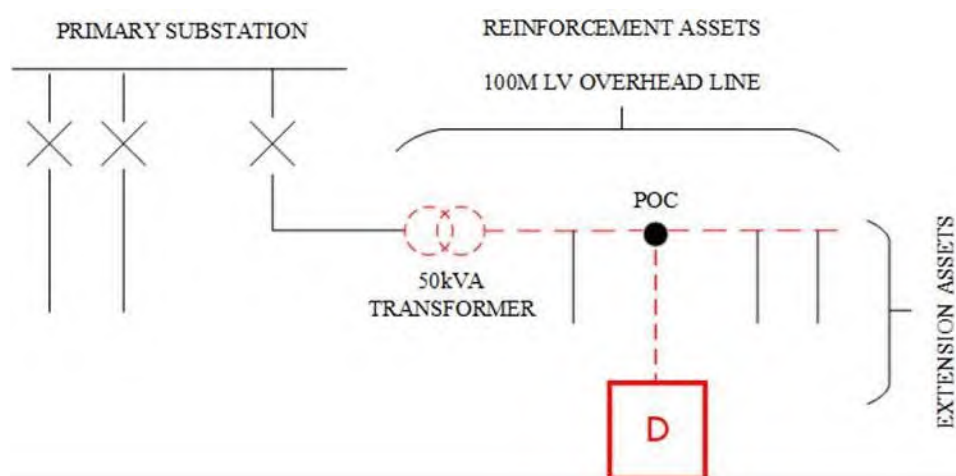 PRIMARY SUBSTATION
REINFORCEMENT ASSETS
100M LV OVERHEAD LINE
POC
50kVA
TRANSFORMER
EXTENSION ASSETS
D